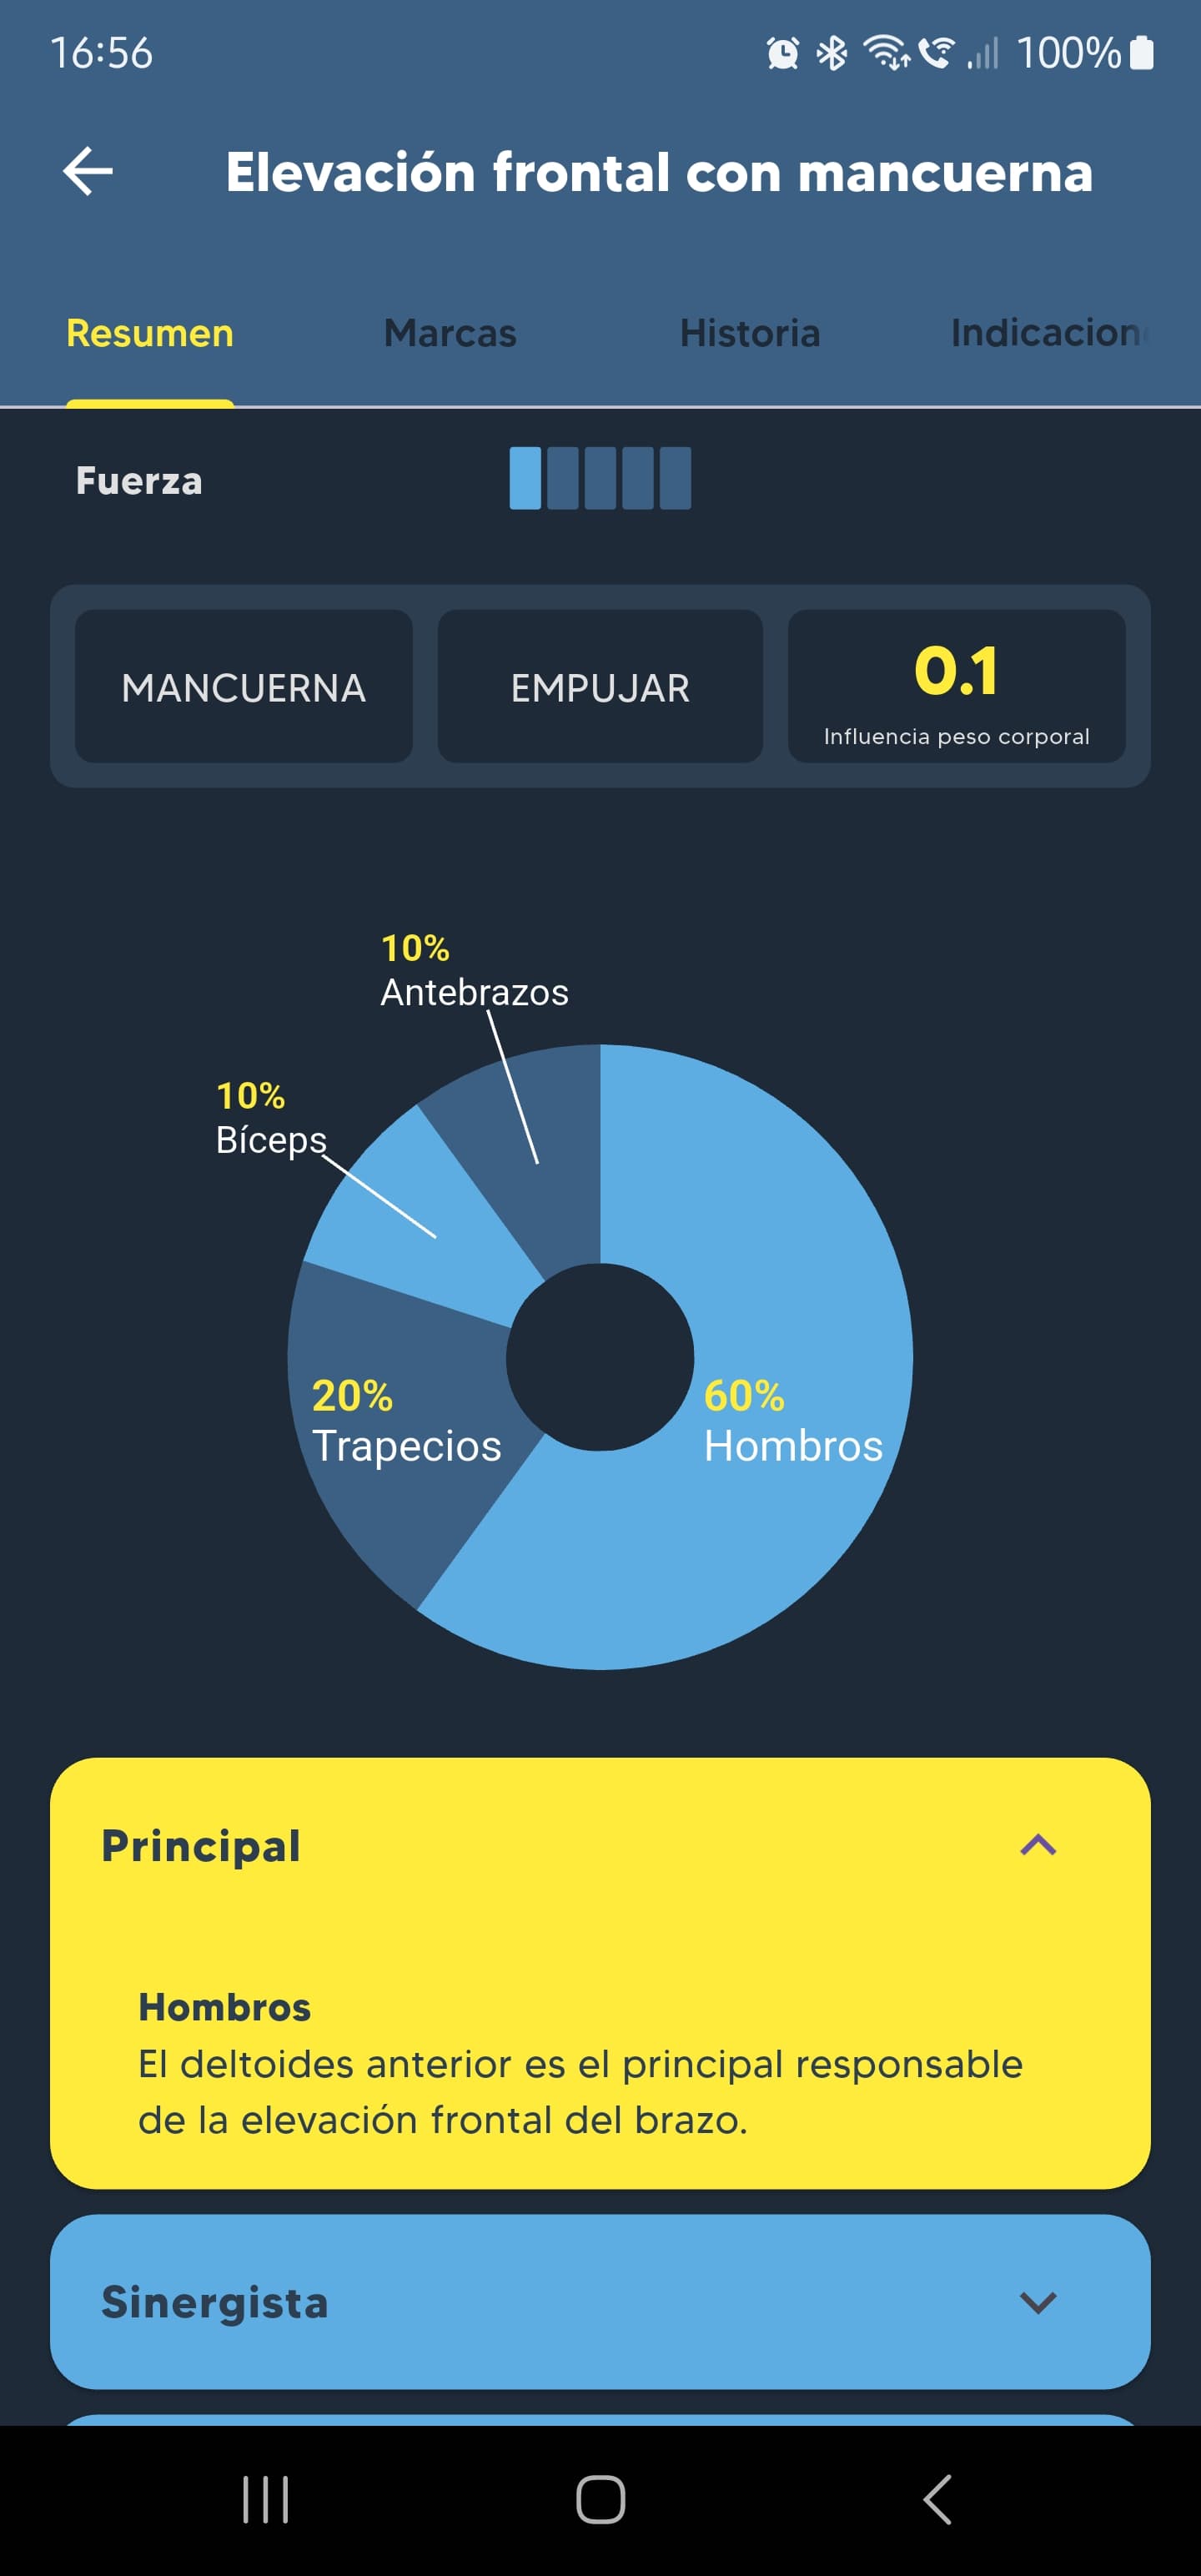 16:56
100%
Elevación frontal con mancuerna
Resumen
Marcas
Historia
Indicacion
Fuerza
MANCUERNA
EMPUJAR
0.1
Influencia peso corporal
10%
Antebrazos
10%
Bíceps
20%
Trapecios
60%
Hombros
Principal
Hombros
El deltoides anterior es el principal responsable
de la elevación frontal del brazo.
Sinergista